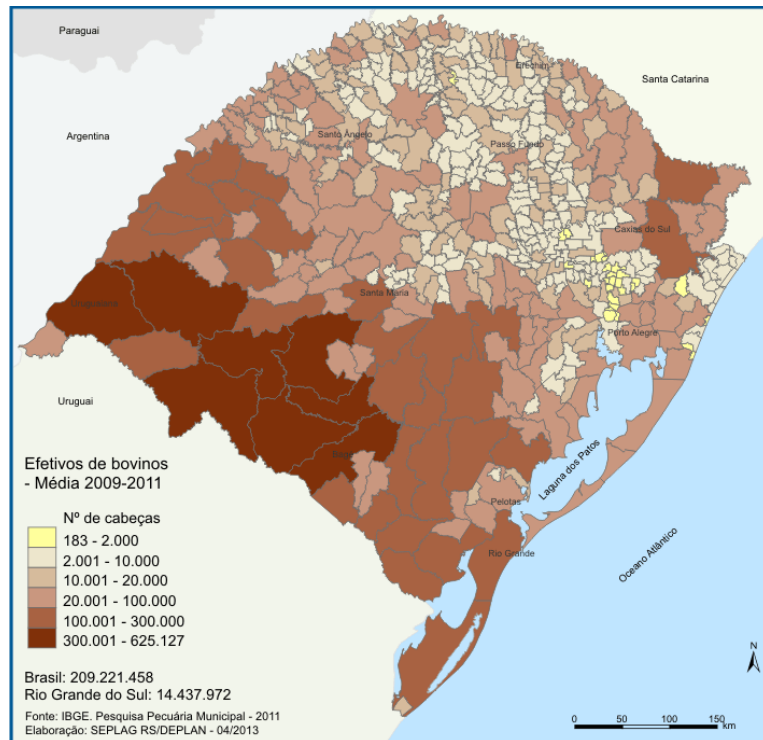 Paraguai
Santa Catarina
Erechim
Argentina
Santo Ângelo
Passo Fundo
Caxias do Sul
Santa Maria
Uruguaiana
Porto Alegre
Uruguai
Bagé
Laguna dos Patos
Pelotas
Rio Grande
Oceano Atlântico
Efetivos de bovinos
- Média 2009-2011
Nº de cabeças
183 - 2.000
2.001 - 10.000
10.001 - 20.000
20.001 - 100.000
100.001 - 300.000
300.001 - 625.127
Brasil: 209.221.458
Rio Grande do Sul: 14.437.972
Fonte: IBGE. Pesquisa Pecuária Municipal - 2011
Elaboração: SEPLAG RS/DEPLAN - 04/2013
N
0 50 100 150
km